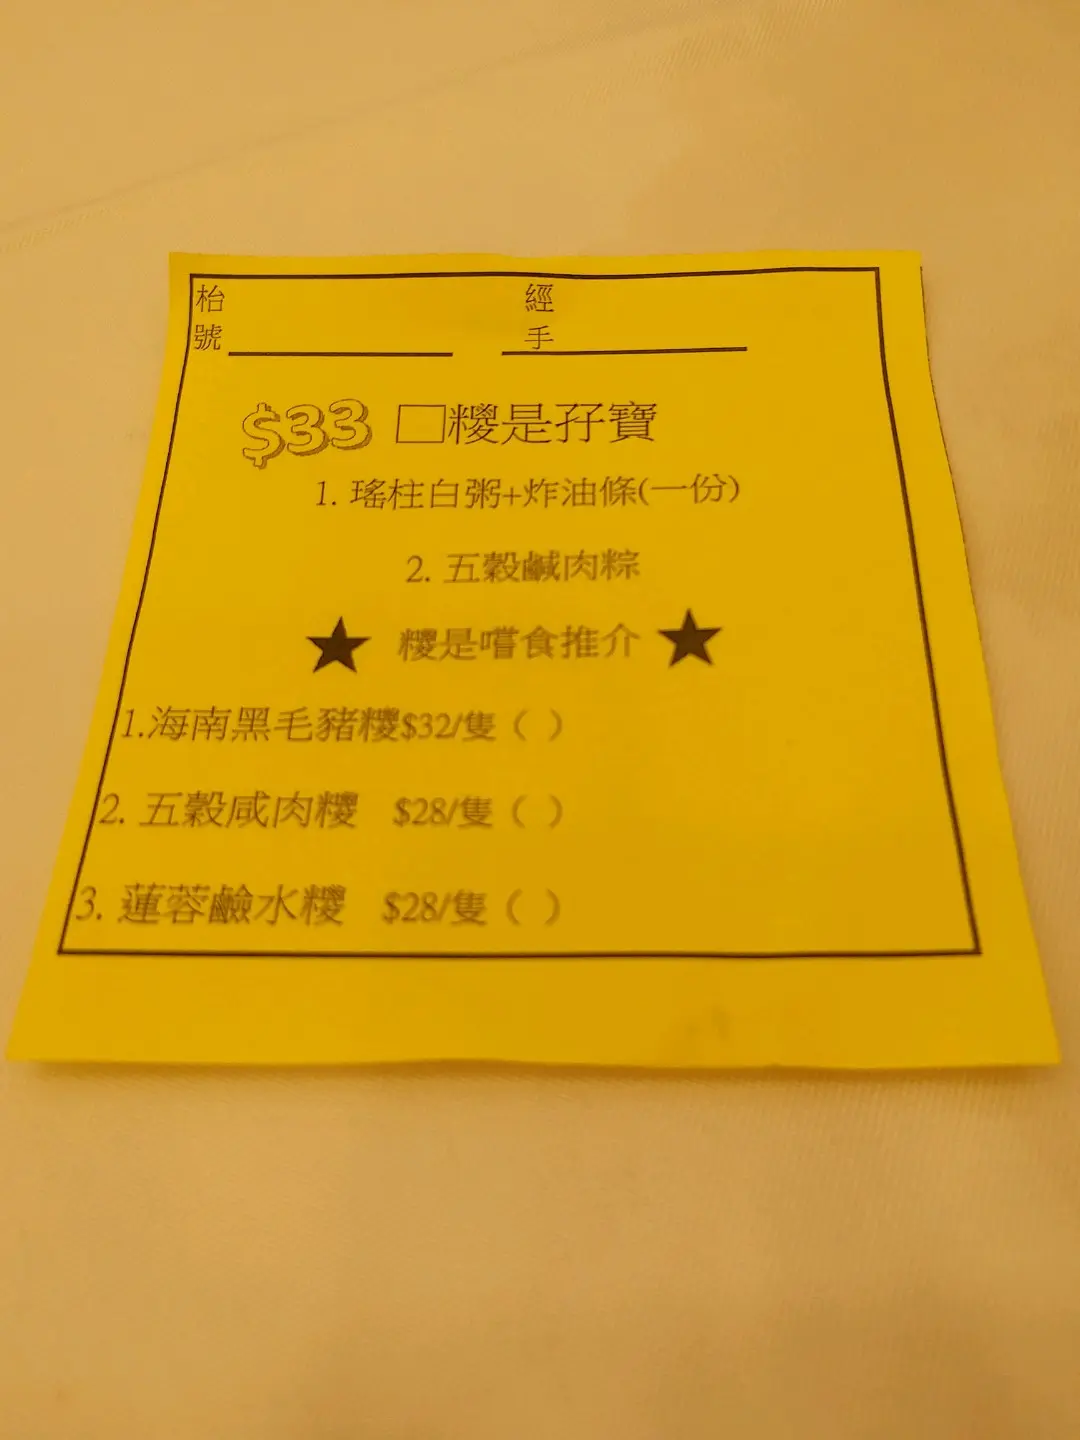 枱 經
號 手
$33 □糭是孖寶
1. 瑤柱白粥+炸油條(一份)
2. 五穀鹹肉粽
★ 糭是嚐食推介 ★
1.海南黑毛豬糭$32/隻 ( )
2. 五穀咸肉糭 $28/隻 ( )
3. 蓮蓉鹼水糭 $28/隻 ( )